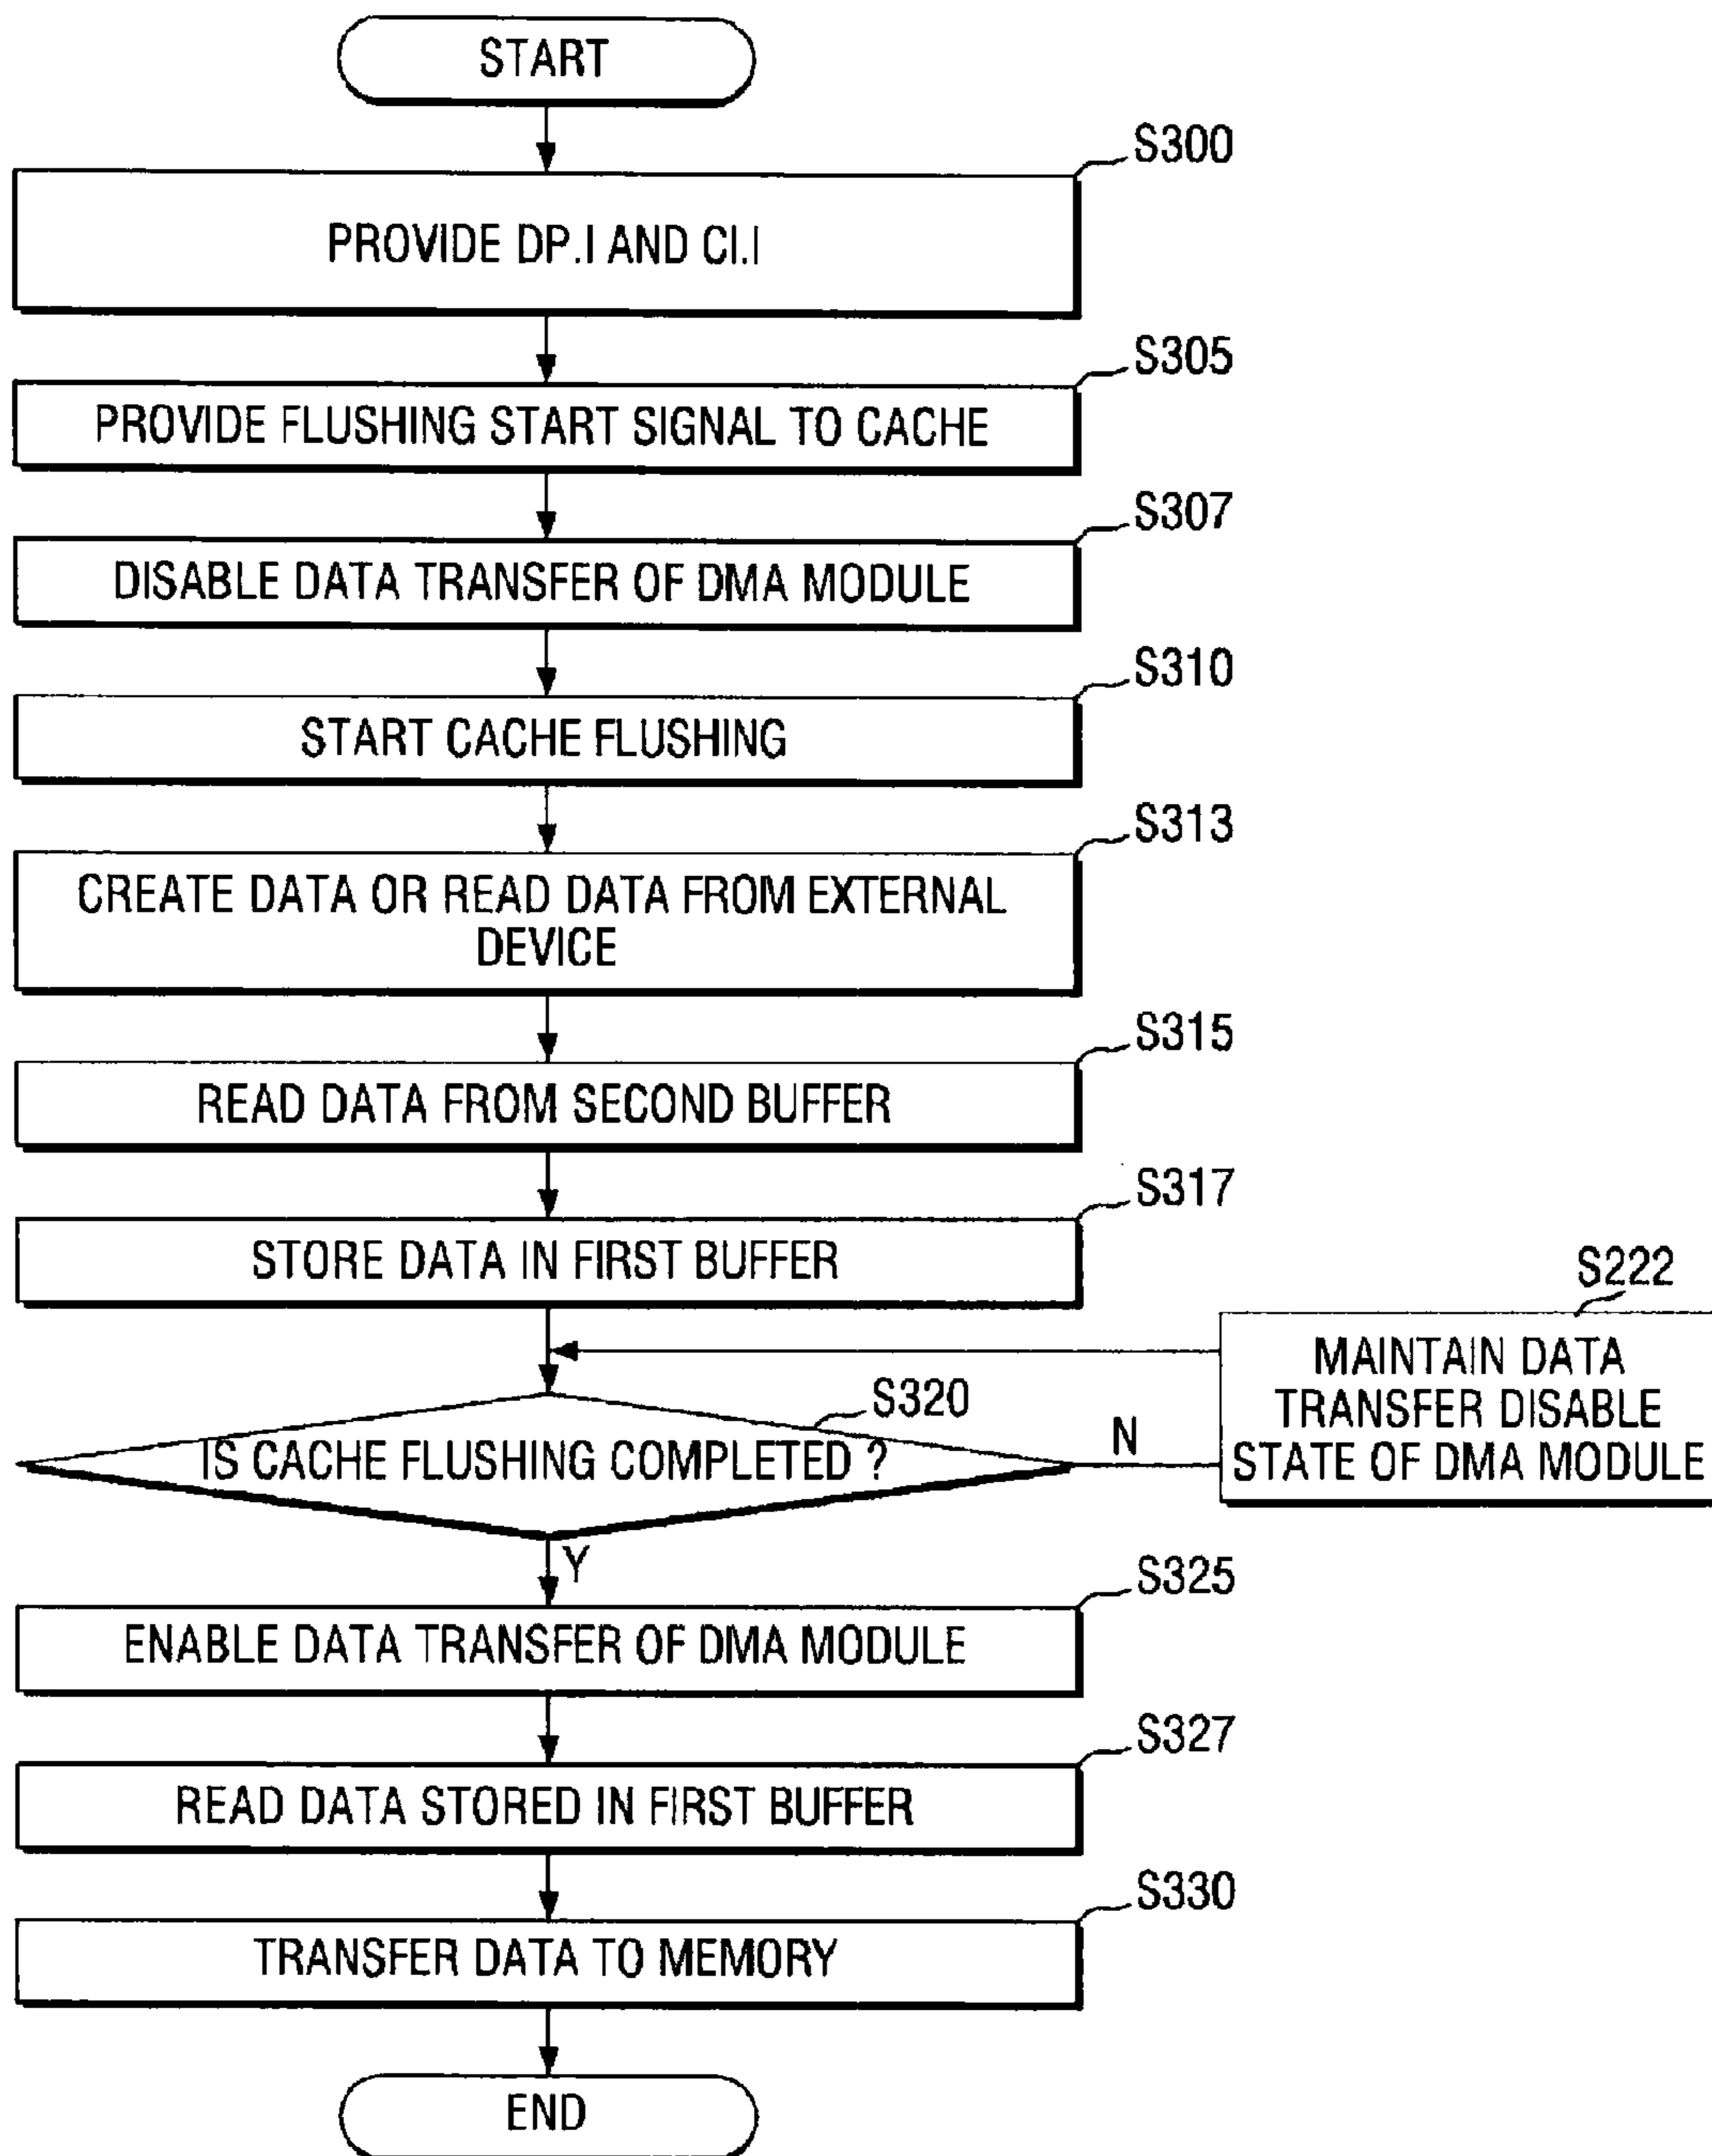 START
S300
PROVIDE DP.I AND CI.I
S305
PROVIDE FLUSHING START SIGNAL TO CACHE
S307
DISABLE DATA TRANSFER OF DMA MODULE
S310
START CACHE FLUSHING
S313
CREATE DATA OR READ DATA FROM EXTERNAL
DEVICE
S315
READ DATA FROM SECOND BUFFER
S317
STORE DATA IN FIRST BUFFER
S222
MAINTAIN DATA
TRANSFER DISABLE
STATE OF DMA MODULE
S320
IS CACHE FLUSHING COMPLETED ?
N
Y
S325
ENABLE DATA TRANSFER OF DMA MODULE
S327
READ DATA STORED IN FIRST BUFFER
S330
TRANSFER DATA TO MEMORY
END